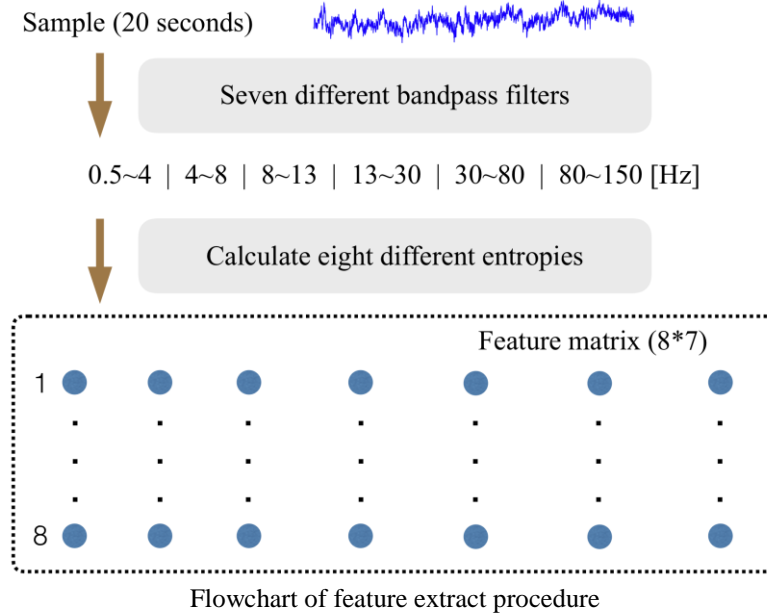 Sample (20 seconds)
Seven different bandpass filters
0.5~4 | 4~8 | 8~13 | 13~30 | 30~80 | 80~150 [Hz]
Calculate eight different entropies
Feature matrix (8*7)
1
8
Flowchart of feature extract procedure